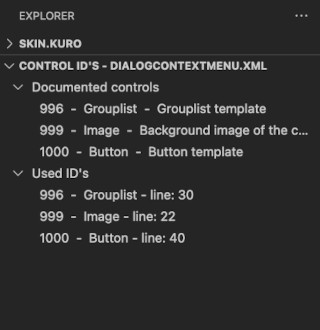 EXPLORER
SKIN.KURO
CONTROL ID'S - DIALOGCONTEXTMENU.XML
Documented controls
996 - Grouplist - Grouplist template
999 - Image - Background image of the c...
1000 - Button - Button template
Used ID's
996 - Grouplist - line: 30
999 - Image - line: 22
1000 - Button - line: 40